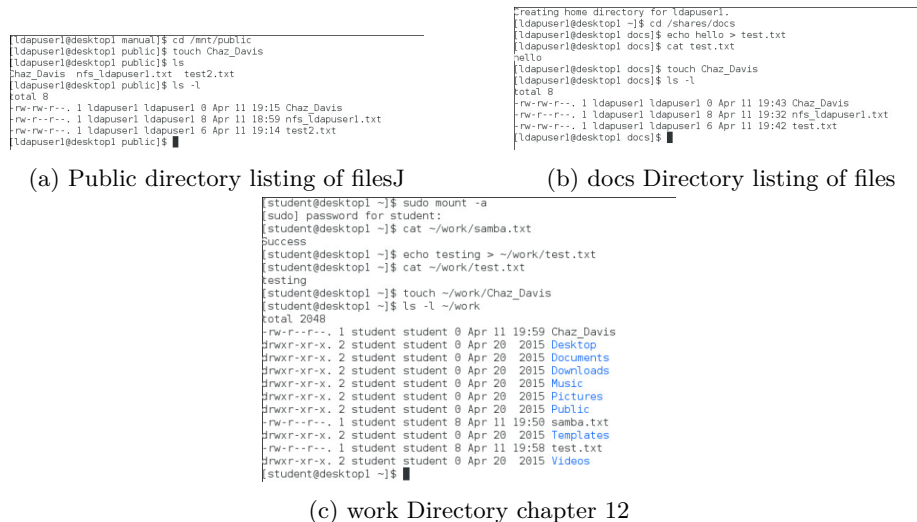 [ldapuser1@desktop1 manual]$ cd /mnt/public
[ldapuser1@desktop1 public]$ touch Chaz_Davis
[ldapuser1@desktop1 public]$ ls
Chaz_Davis  nfs_ldapuser1.txt  test2.txt
[ldapuser1@desktop1 public]$ ls -l
total 8
-rw-rw-r--. 1 ldapuser1 ldapuser1 0 Apr 11 19:15 Chaz_Davis
-rw-rw-r--. 1 ldapuser1 ldapuser1 8 Apr 11 18:59 nfs_ldapuser1.txt
-rw-rw-r--. 1 ldapuser1 ldapuser1 6 Apr 11 19:14 test2.txt
[ldapuser1@desktop1 public]$
(a) Public directory listing of filesJ
Creating home directory for ldapuser1.
[ldapuser1@desktop1 ~]$ cd /shares/docs
[ldapuser1@desktop1 docs]$ echo hello > test.txt
[ldapuser1@desktop1 docs]$ cat test.txt
hello
[ldapuser1@desktop1 docs]$ touch Chaz_Davis
[ldapuser1@desktop1 docs]$ ls -l
total 8
-rw-rw-r--. 1 ldapuser1 ldapuser1 0 Apr 11 19:43 Chaz_Davis
-rw-rw-r--. 1 ldapuser1 ldapuser1 8 Apr 11 19:32 nfs_ldapuser1.txt
-rw-rw-r--. 1 ldapuser1 ldapuser1 6 Apr 11 19:42 test.txt
[ldapuser1@desktop1 docs]$
(b) docs Directory listing of files
[student@desktop1 ~]$ sudo mount -a
[sudo] password for student:
[student@desktop1 ~]$ cat ~/work/samba.txt
Success
[student@desktop1 ~]$ echo testing > ~/work/test.txt
[student@desktop1 ~]$ cat ~/work/test.txt
testing
[student@desktop1 ~]$ touch ~/work/Chaz_Davis
[student@desktop1 ~]$ ls -l ~/work
total 2048
-rw-r--r--. 1 student student 0 Apr 11 19:59 Chaz_Davis
drwxr-xr-x. 2 student student 0 Apr 20  2015 Desktop
drwxr-xr-x. 2 student student 0 Apr 20  2015 Documents
drwxr-xr-x. 2 student student 0 Apr 20  2015 Downloads
drwxr-xr-x. 2 student student 0 Apr 20  2015 Music
drwxr-xr-x. 2 student student 0 Apr 20  2015 Pictures
drwxr-xr-x. 2 student student 0 Apr 20  2015 Public
-rw-r--r--. 1 student student 8 Apr 11 19:50 samba.txt
drwxr-xr-x. 2 student student 0 Apr 20  2015 Templates
-rw-r--r--. 1 student student 8 Apr 11 19:58 test.txt
drwxr-xr-x. 2 student student 0 Apr 20  2015 Videos
[student@desktop1 ~]$
(c) work Directory chapter 12